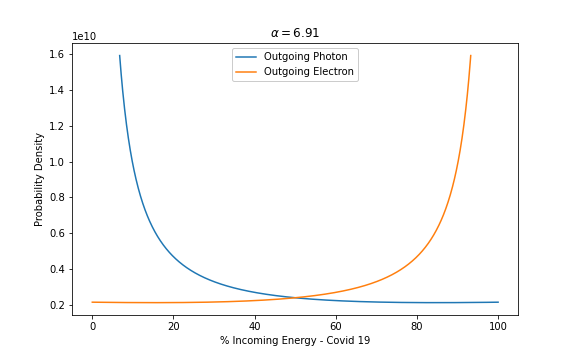 α = 6.91
1e10
Outgoing Photon
Outgoing Electron
Probability Density
1.6
1.4
1.2
1.0
0.8
0.6
0.4
0.2
0 20 40 60 80 100
% Incoming Energy - Covid 19